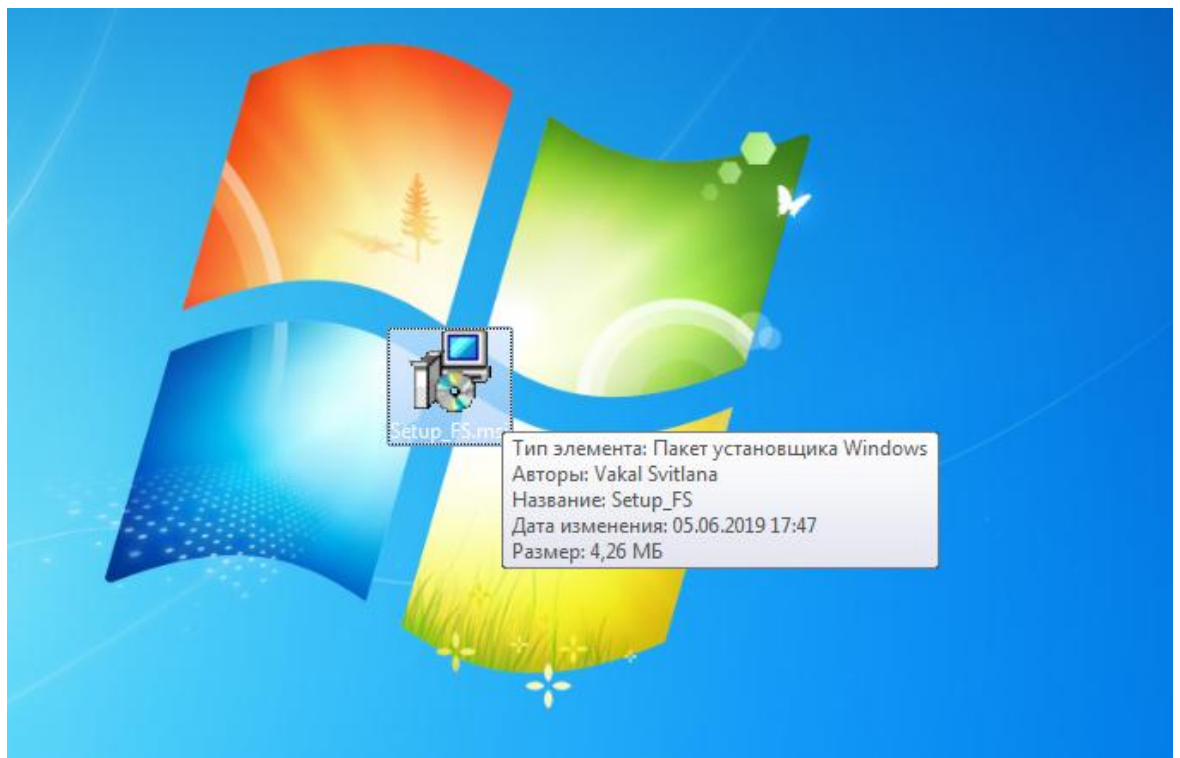 Setup_FS.ms
Тип элемента: Пакет установщика Windows
Авторы: Vakal Svitlana
Название: Setup_FS
Дата изменения: 05.06.2019 17:47
Размер: 4,26 МБ